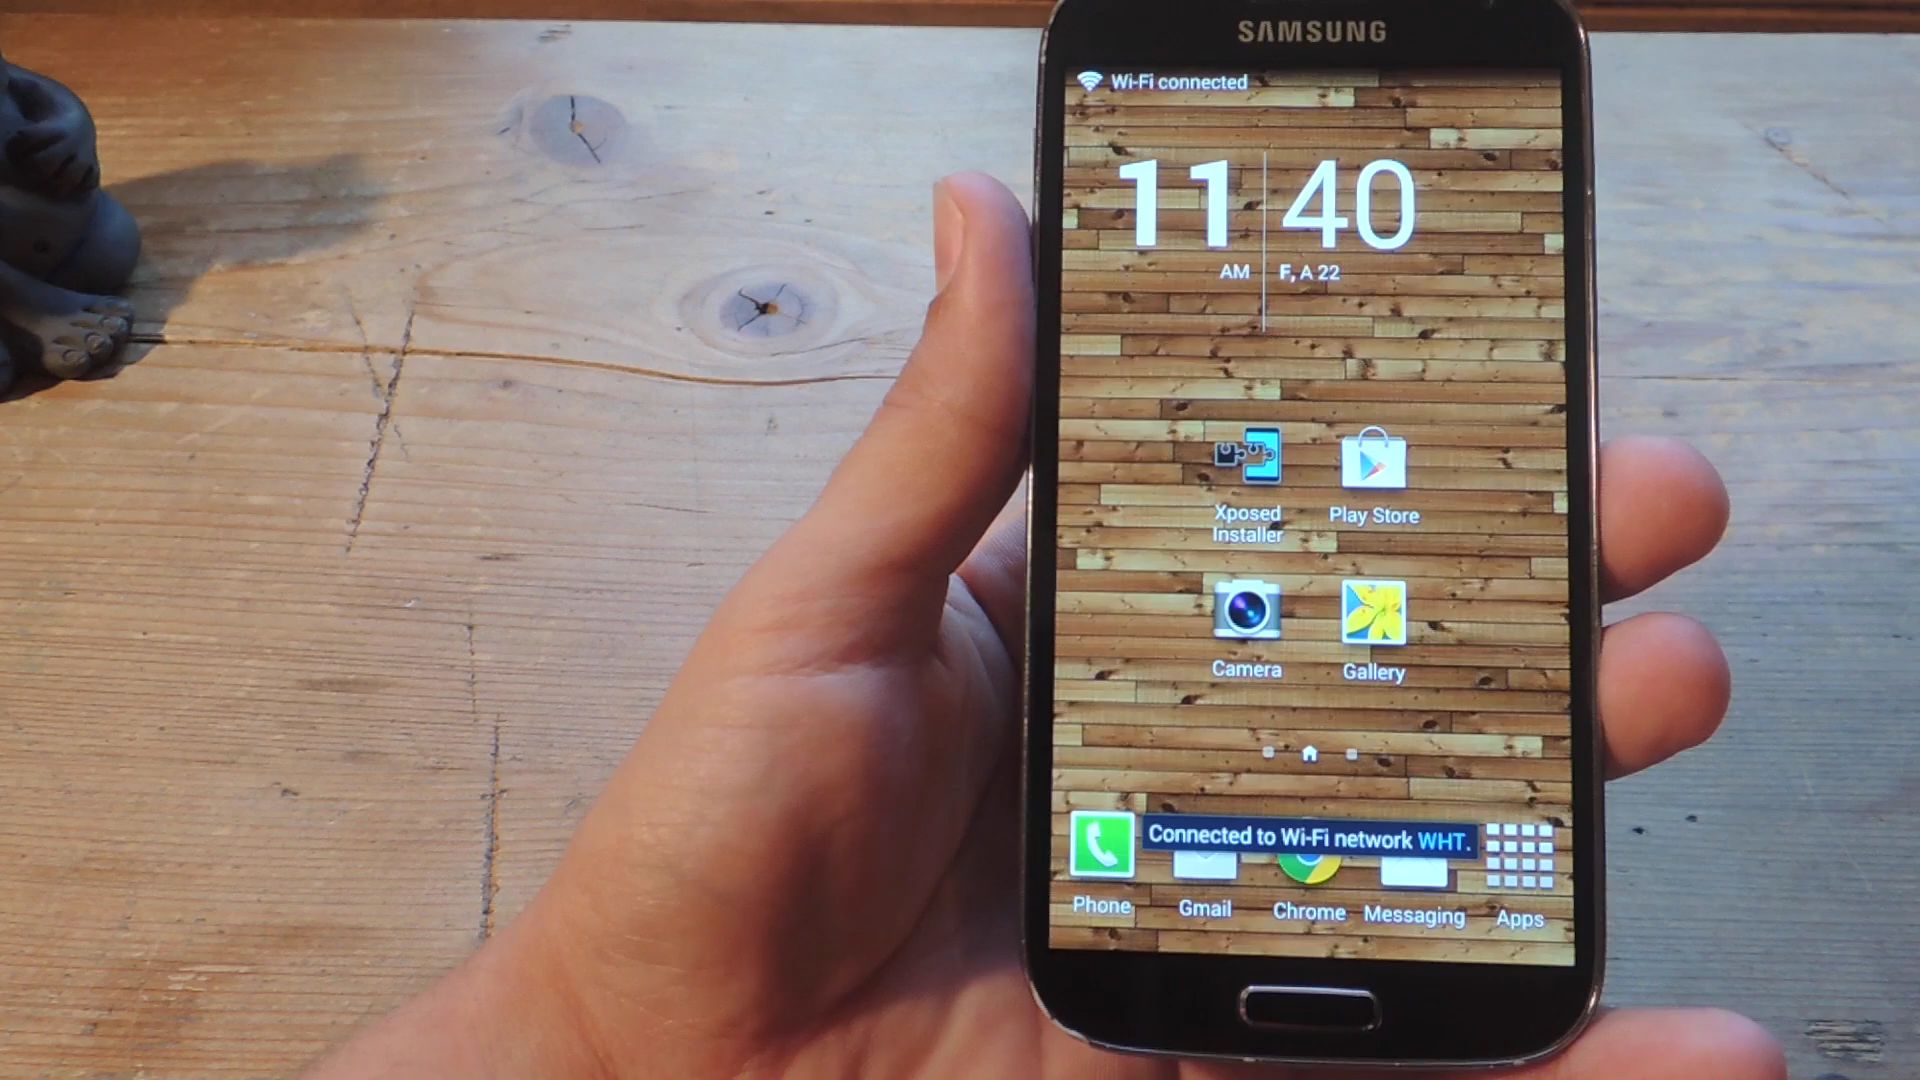 SAMSUNG
Wi-Fi connected
11 40
AM F, A 22
Xposed
Installer
Play Store
Camera
Gallery
Connected to Wi-Fi network WHT.
Phone
Gmail
Chrome
Messaging
Apps